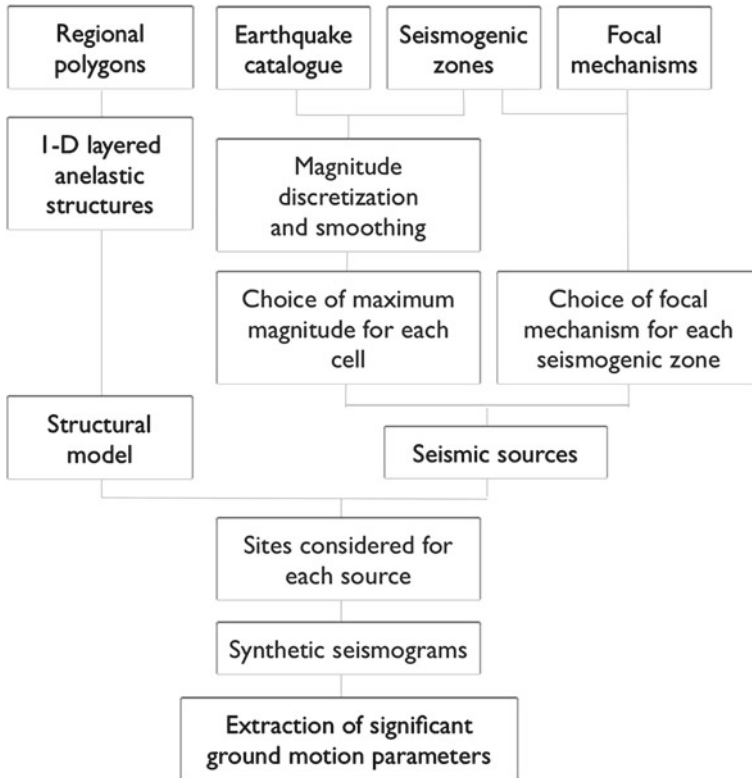 Regional
polygons
Earthquake
catalogue
Seismogenic
zones
Focal
mechanisms
1-D layered
anelastic
structures
Magnitude
discretization
and smoothing
Choice of maximum
magnitude for each
cell
Choice of focal
mechanism for each
seismogenic zone
Structural
model
Seismic sources
Sites considered for
each source
Synthetic seismograms
Extraction of significant
ground motion parameters